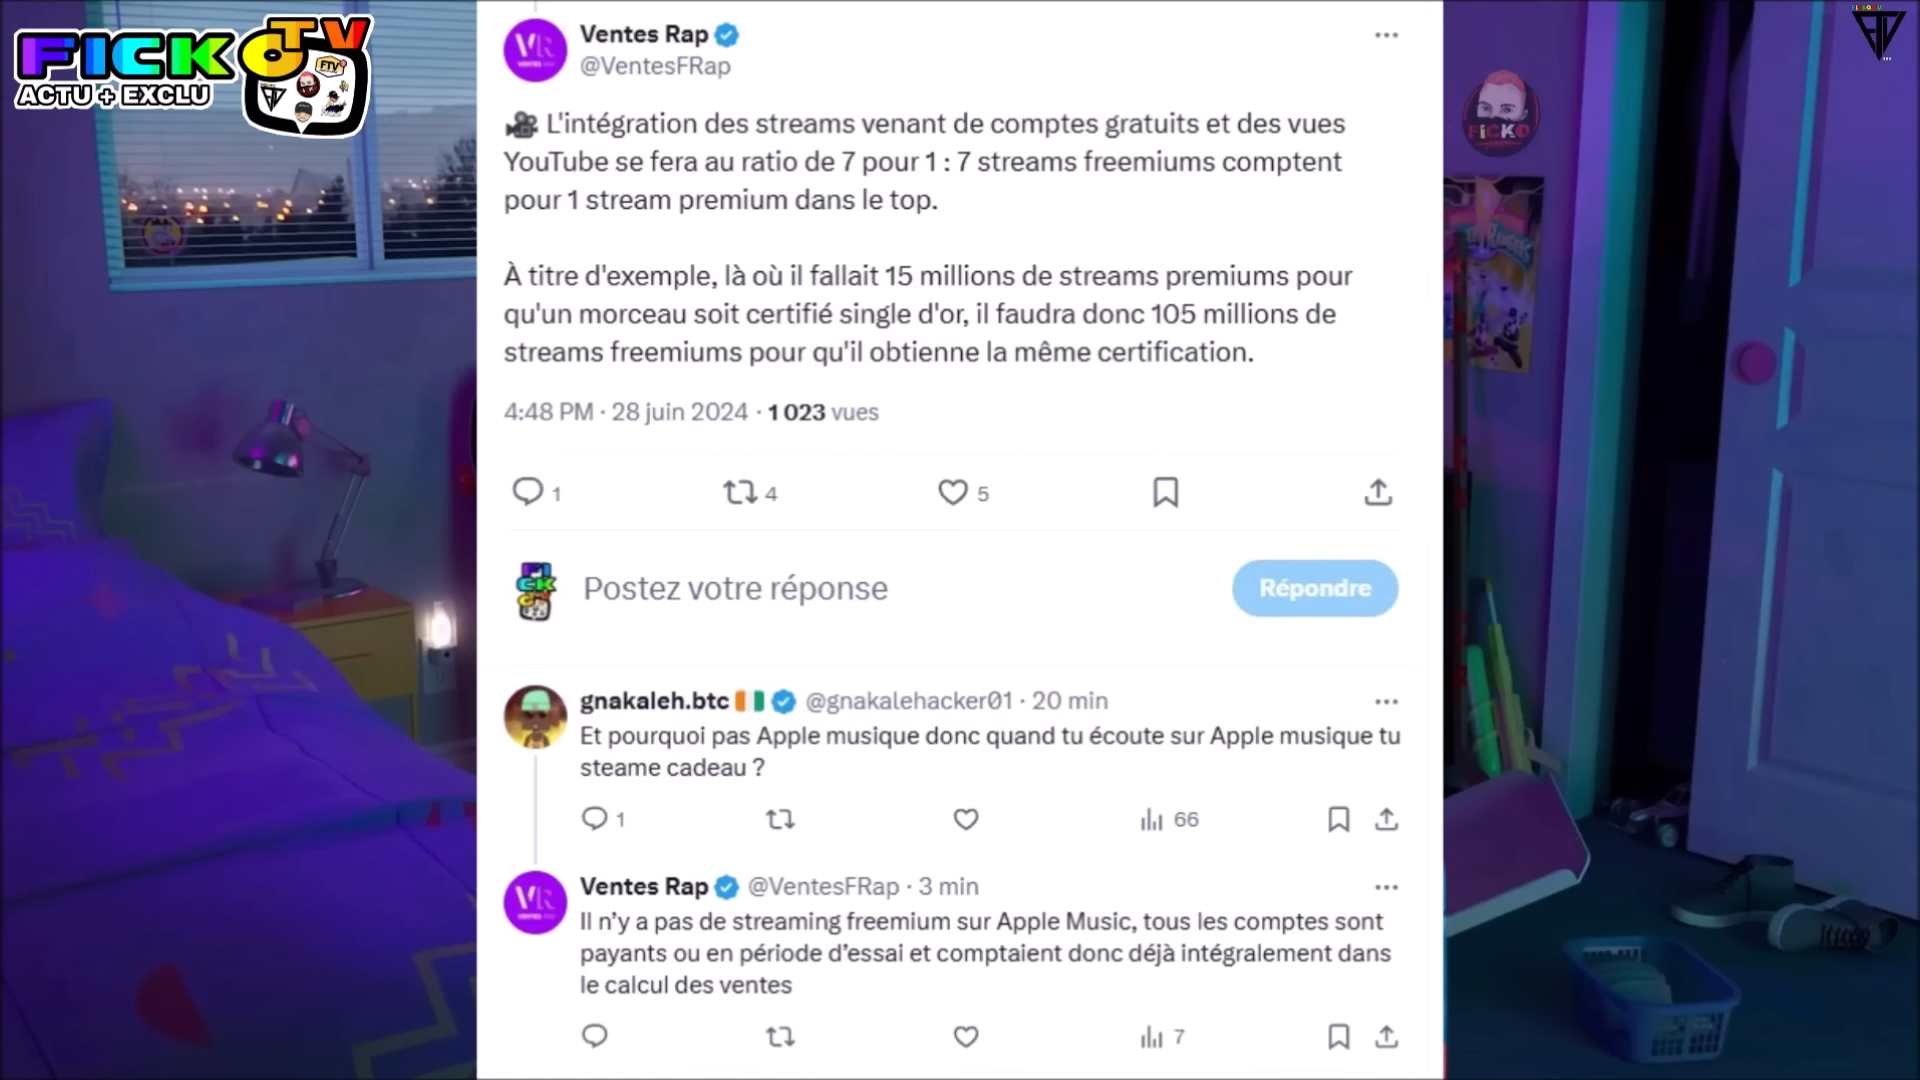 FICKO TV
ACTU + EXCLU
FTV
FICKO
Ventes Rap
@VentesFRap
VR
L'intégration des streams venant de comptes gratuits et des vues
YouTube se fera au ratio de 7 pour 1 : 7 streams freemiums comptent
pour 1 stream premium dans le top.
À titre d'exemple, là où il fallait 15 millions de streams premiums pour
qu'un morceau soit certifié single d'or, il faudra donc 105 millions de
streams freemiums pour qu'il obtienne la même certification.
4:48 PM · 28 juin 2024 · 1 023 vues
1 4 5
FICKO TV
Postez votre réponse
Répondre
gnakaleh.btc @gnakalehacker01 · 20 min
Et pourquoi pas Apple musique donc quand tu écoute sur Apple musique tu
steame cadeau ?
1 66
VR
Ventes Rap @VentesFRap · 3 min
Il n’y a pas de streaming freemium sur Apple Music, tous les comptes sont
payants ou en période d’essai et comptaient donc déjà intégralement dans
le calcul des ventes
7